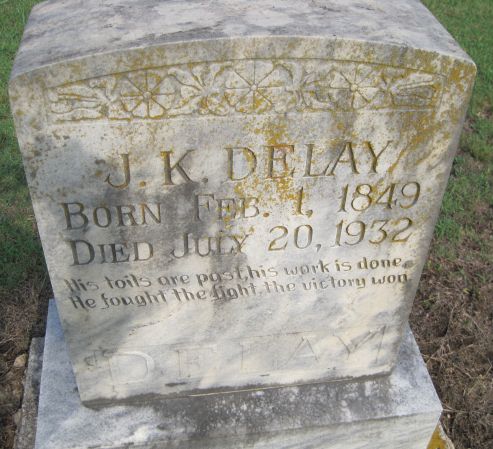 J. K. DELAY
BORN FEB. 1, 1849
DIED JULY 20, 1932
His toils are past, his work is done.
He fought the fight, the victory won.
DELAY